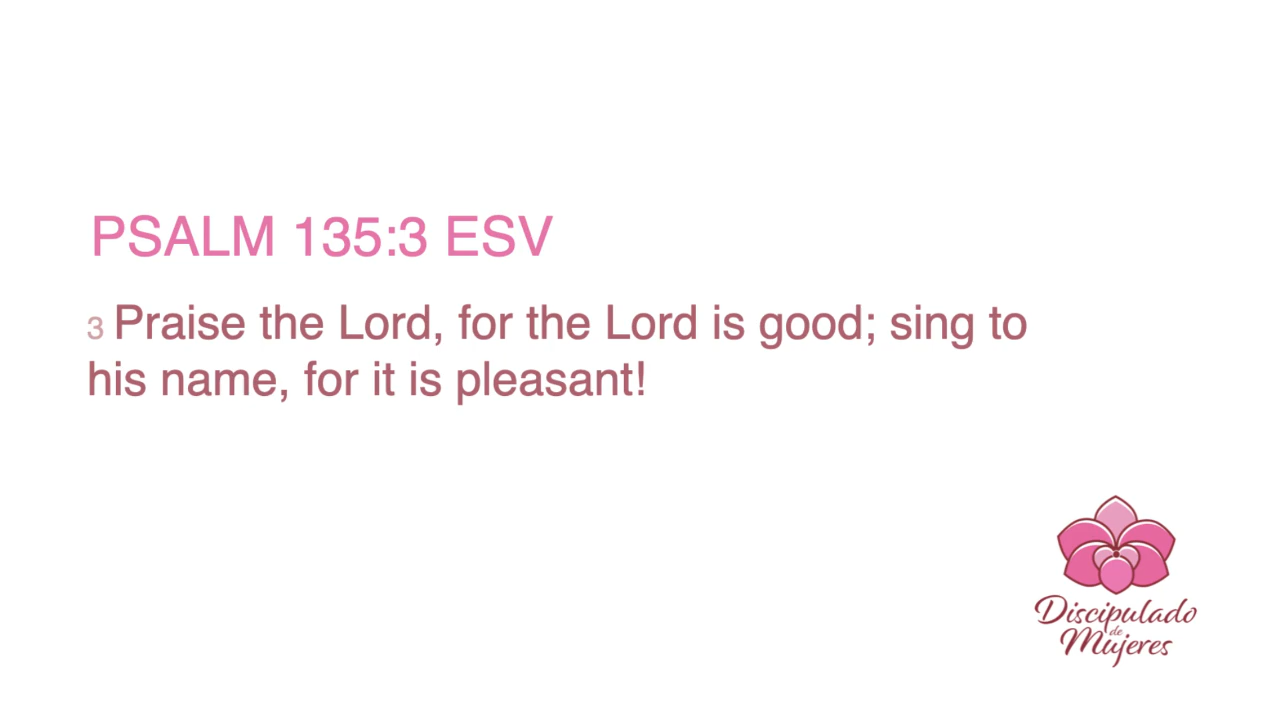 PSALM 135:3 ESV
3 Praise the Lord, for the Lord is good; sing to
his name, for it is pleasant!
Discipulado
de
Mujeres